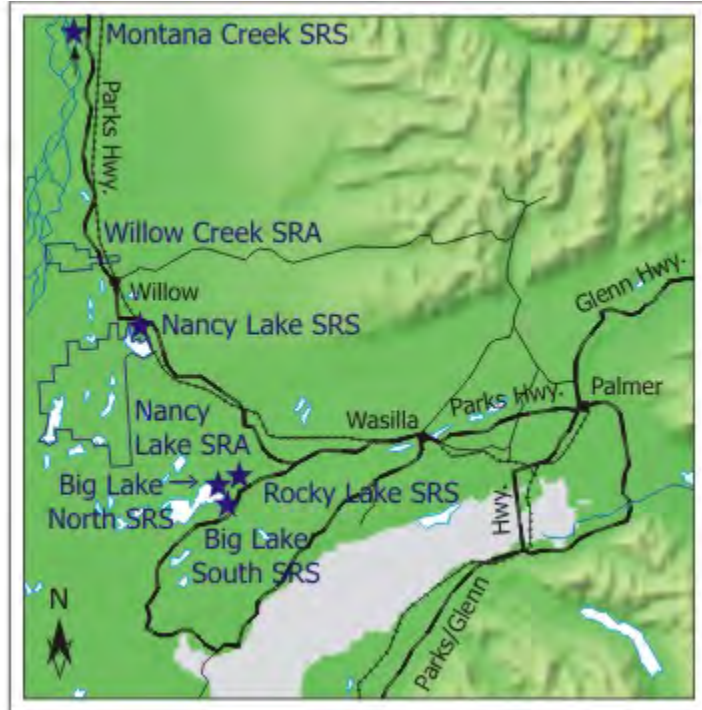 Montana Creek SRS
Parks Hwy.
Willow Creek SRA
Willow
Glenn Hwy.
Nancy Lake SRS
Nancy
Lake SRA
Wasilla
Parks Hwy.
Palmer
Big Lake
North SRS
Rocky Lake SRS
Big Lake
South SRS
Hwy.
Parks/Glenn
N